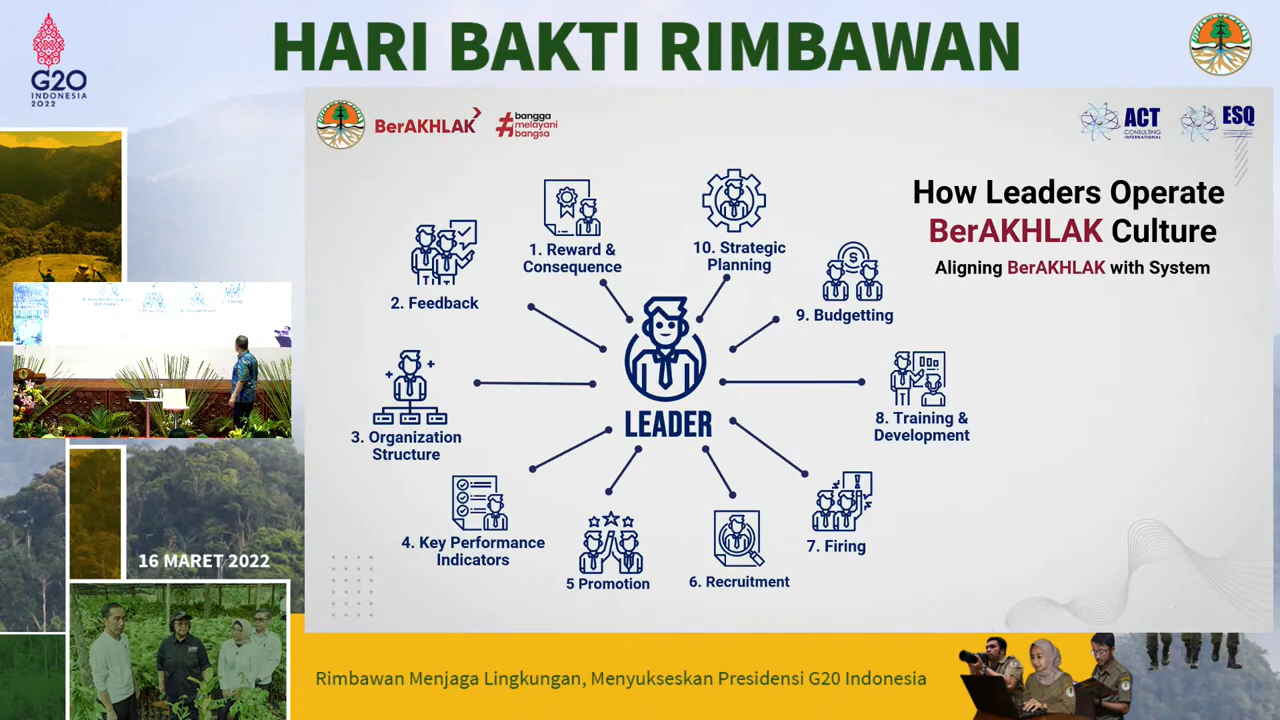 HARI BAKTI RIMBAWAN
G20
INDONESIA
2022
BerAKHLAK
#bangga
melayani
bangsa
ACT
CONSULTING
INTERNATIONAL
ESQ
How Leaders Operate
BerAKHLAK Culture
Aligning BerAKHLAK with System
1. Reward &
Consequence
10. Strategic
Planning
2. Feedback
9. Budgetting
3. Organization
Structure
LEADER
8. Training &
Development
4. Key Performance
Indicators
5 Promotion
6. Recruitment
7. Firing
16 MARET 2022
Rimbawan Menjaga Lingkungan, Menyukseskan Presidensi G20 Indonesia